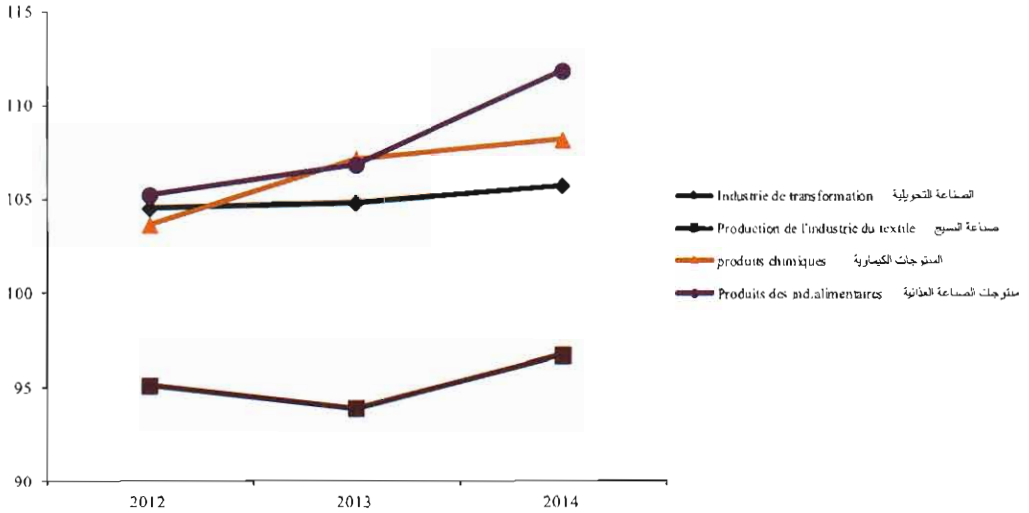 115
110
105
100
95
90
2012 2013 2014
Industrie de transformation الصناعة التحويلية
Production de l'industrie du textile صناعة النسيج
produits chimiques المنتوجات الكيماوية
Produits des ind.alimentaires منتوجات الصناعة الغذائية